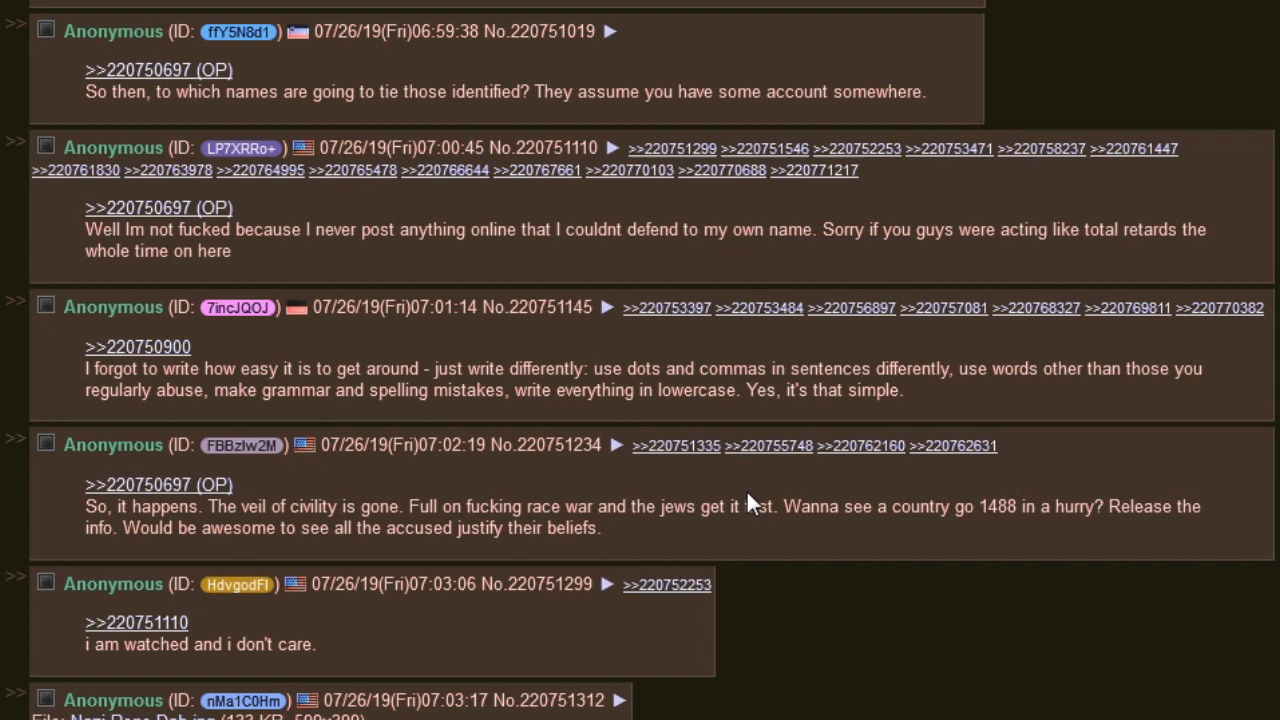 >> Anonymous (ID: ffY5N8d1) 07/26/19(Fri)06:59:38 No.220751019 ▶
>>220750697 (OP)
So then, to which names are going to tie those identified? They assume you have some account somewhere.
>> Anonymous (ID: LP7XRRo+) 07/26/19(Fri)07:00:45 No.220751110 ▶ >>220751299 >>220751546 >>220752253 >>220753471 >>220758237 >>220761447
>>220761830 >>220763978 >>220764995 >>220765478 >>220766644 >>220767661 >>220770103 >>220770688 >>220771217
>>220750697 (OP)
Well Im not fucked because I never post anything online that I couldnt defend to my own name. Sorry if you guys were acting like total retards the
whole time on here
>> Anonymous (ID: 7incJQOJ) 07/26/19(Fri)07:01:14 No.220751145 ▶ >>220753397 >>220753484 >>220756897 >>220757081 >>220768327 >>220769811 >>220770382
>>220750900
I forgot to write how easy it is to get around - just write differently: use dots and commas in sentences differently, use words other than those you
regularly abuse, make grammar and spelling mistakes, write everything in lowercase. Yes, it's that simple.
>> Anonymous (ID: FBBzIw2M) 07/26/19(Fri)07:02:19 No.220751234 ▶ >>220751335 >>220755748 >>220762160 >>220762631
>>220750697 (OP)
So, it happens. The veil of civility is gone. Full on fucking race war and the jews get it Wanna see a country go 1488 in a hurry? Release the
info. Would be awesome to see all the accused justify their beliefs.
>> Anonymous (ID: HdvgodFI) 07/26/19(Fri)07:03:06 No.220751299 ▶ >>220752253
>>220751110
i am watched and i don't care.
>> Anonymous (ID: nMa1C0Hm) 07/26/19(Fri)07:03:17 No.220751312 ▶